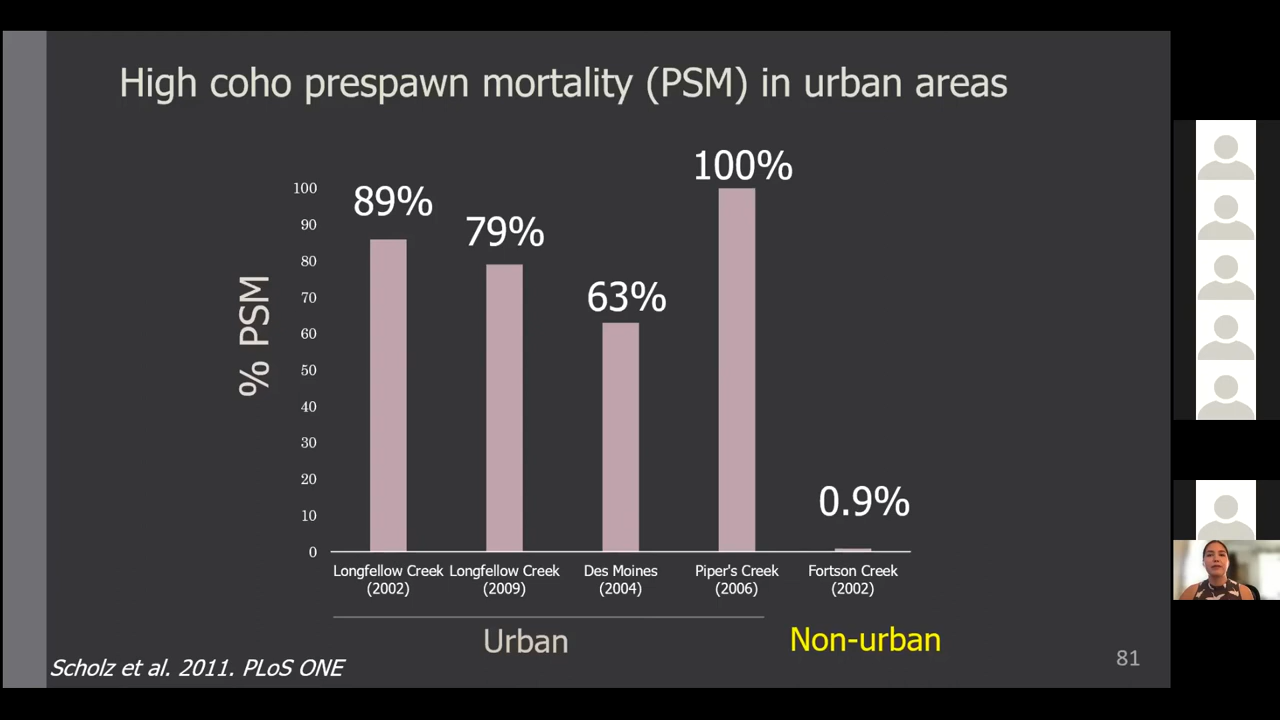 High coho prespawn mortality (PSM) in urban areas
100%
89%
79%
63%
0.9%
% PSM
100
90
80
70
60
50
40
30
20
10
0
Longfellow Creek (2002)
Longfellow Creek (2009)
Des Moines (2004)
Piper's Creek (2006)
Fortson Creek (2002)
Urban
Non-urban
Scholz et al. 2011. PLoS ONE
81